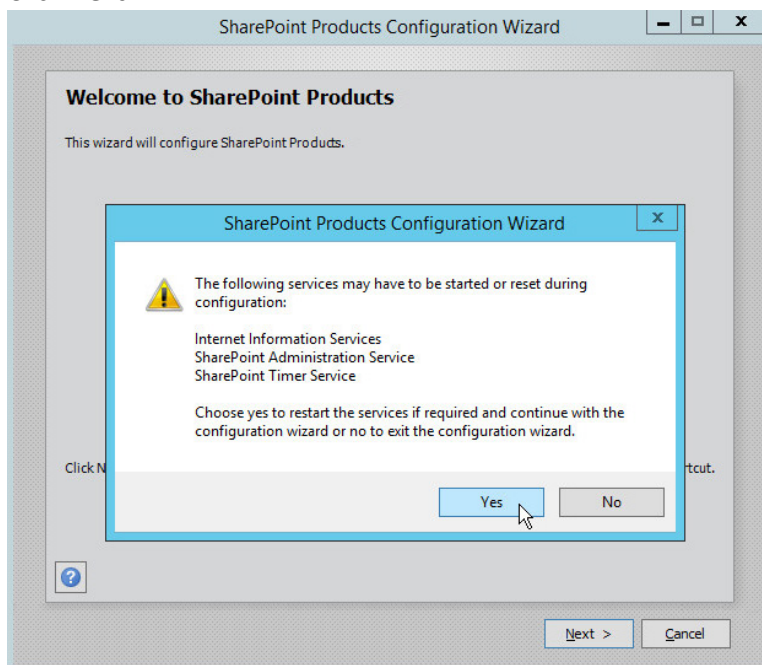 SharePoint Products Configuration Wizard
Welcome to SharePoint Products
This wizard will configure SharePoint Products.
SharePoint Products Configuration Wizard
The following services may have to be started or reset during
configuration:
Internet Information Services
SharePoint Administration Service
SharePoint Timer Service
Choose yes to restart the services if required and continue with the
configuration wizard or no to exit the configuration wizard.
Click
Yes No
Next > Cancel